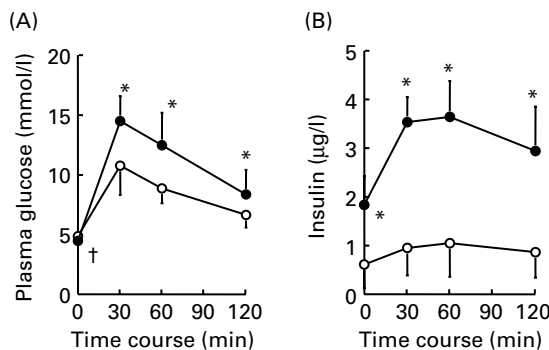 (A)
Plasma glucose (mmol/l)
20
15
10
5
0
*
*
*
†
0 30 60 90 120
Time course (min)
(B)
Insulin (μg/l)
5
4
3
2
1
0
*
*
*
*
0 30 60 90 120
Time course (min)